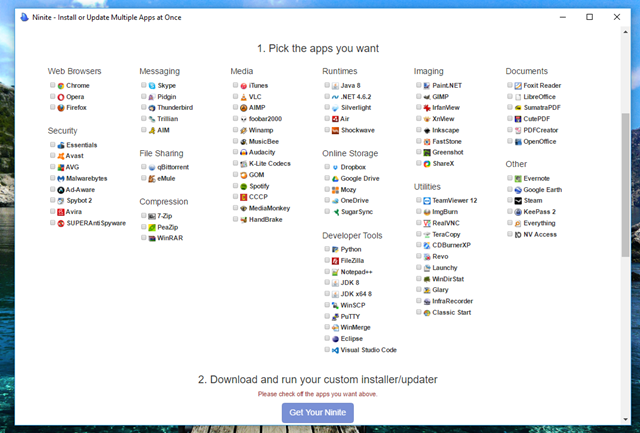 Ninite - Install or Update Multiple Apps at Once
1. Pick the apps you want
Web Browsers
Chrome
Opera
Firefox
Security
Essentials
Avast
AVG
Malwarebytes
Ad-Aware
Spybot 2
Avira
SUPERAntiSpyware
Messaging
Skype
Pidgin
Thunderbird
Trillian
AIM
File Sharing
qBittorrent
eMule
Compression
7-Zip
PeaZip
WinRAR
Media
iTunes
VLC
AIMP
foobar2000
Winamp
MusicBee
Audacity
K-Lite Codecs
GOM
Spotify
CCCP
MediaMonkey
HandBrake
Runtimes
Java 8
.NET 4.6.2
Silverlight
Air
Shockwave
Online Storage
Dropbox
Google Drive
Mozy
OneDrive
SugarSync
Developer Tools
Python
FileZilla
Notepad++
JDK 8
JDK x64 8
WinSCP
PuTTY
WinMerge
Eclipse
Visual Studio Code
Imaging
Paint.NET
GIMP
IrfanView
XnView
Inkscape
FastStone
Greenshot
ShareX
Utilities
TeamViewer 12
ImgBurn
RealVNC
TeraCopy
CDBurnerXP
Revo
Launchy
WinDirStat
Glary
InfraRecorder
Classic Start
Documents
Foxit Reader
LibreOffice
SumatraPDF
CutePDF
PDFCreator
OpenOffice
Other
Evernote
Google Earth
Steam
KeePass 2
Everything
NV Access
2. Download and run your custom installer/updater
Please check off the apps you want above.
Get Your Ninite